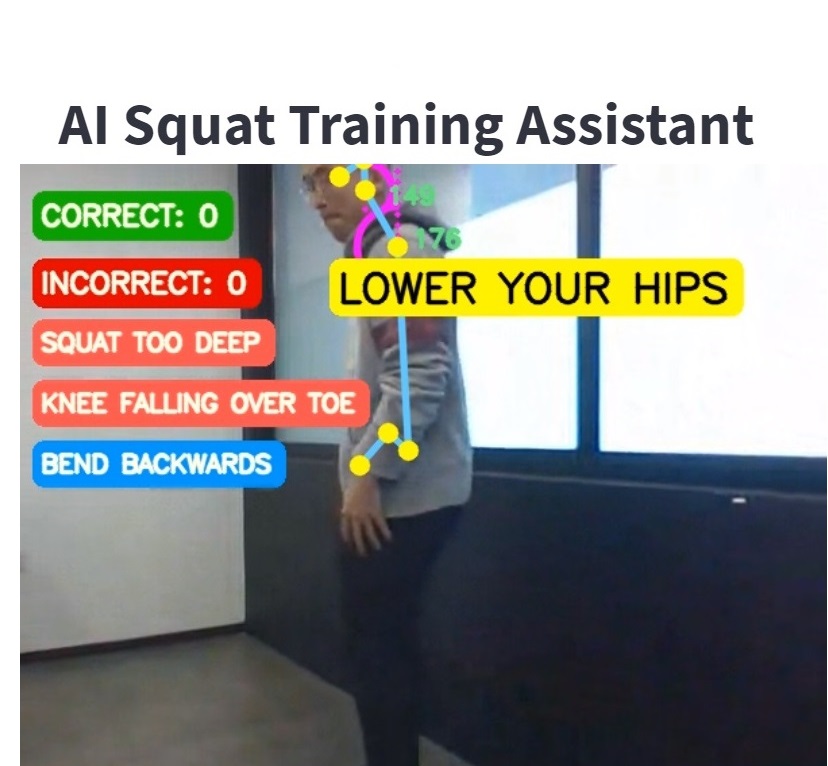 AI Squat Training Assistant
CORRECT: 0
149
176
INCORRECT: 0
LOWER YOUR HIPS
SQUAT TOO DEEP
KNEE FALLING OVER TOE
BEND BACKWARDS